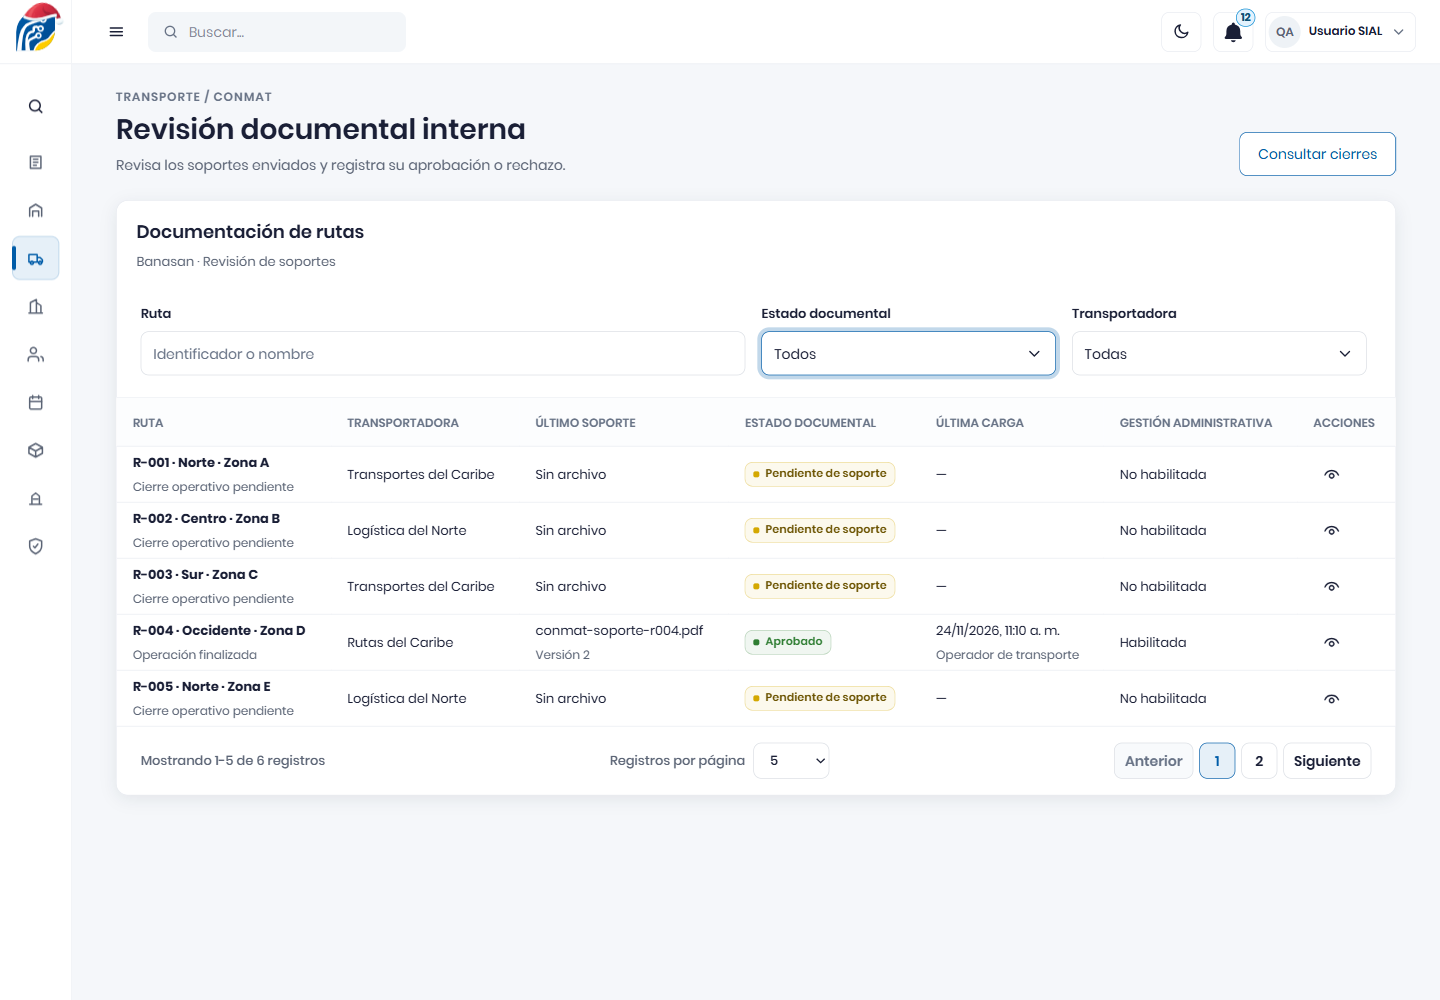 Buscar...
12
QA
Usuario SIAL
TRANSPORTE / CONMAT
Revisión documental interna
Revisa los soportes enviados y registra su aprobación o rechazo.
Consultar cierres
Documentación de rutas
Banasan · Revisión de soportes
Ruta
Estado documental
Transportadora
Identificador o nombre
Todos
Todas
RUTA TRANSPORTADORA ÚLTIMO SOPORTE ESTADO DOCUMENTAL ÚLTIMA CARGA GESTIÓN ADMINISTRATIVA ACCIONES
R-001 · Norte · Zona A
Cierre operativo pendiente
Transportes del Caribe
Sin archivo
Pendiente de soporte
—
No habilitada
R-002 · Centro · Zona B
Cierre operativo pendiente
Logística del Norte
Sin archivo
Pendiente de soporte
—
No habilitada
R-003 · Sur · Zona C
Cierre operativo pendiente
Transportes del Caribe
Sin archivo
Pendiente de soporte
—
No habilitada
R-004 · Occidente · Zona D
Operación finalizada
Rutas del Caribe
conmat-soporte-r004.pdf
Versión 2
Aprobado
24/11/2026, 11:10 a. m.
Operador de transporte
Habilitada
R-005 · Norte · Zona E
Cierre operativo pendiente
Logística del Norte
Sin archivo
Pendiente de soporte
—
No habilitada
Mostrando 1-5 de 6 registros
Registros por página
5
Anterior
1
2
Siguiente